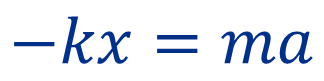 −kx = ma